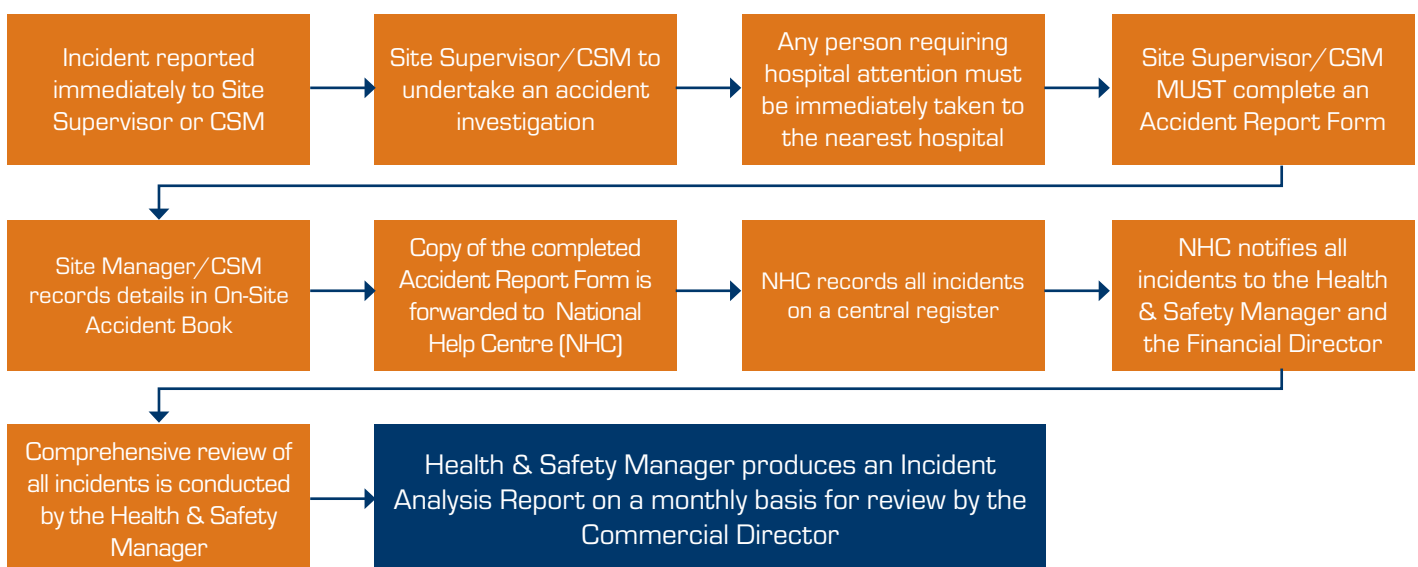 Incident reported
immediately to Site
Supervisor or CSM
Site Supervisor/CSM to
undertake an accident
investigation
Any person requiring
hospital attention must
be immediately taken to
the nearest hospital
Site Supervisor/CSM
MUST complete an
Accident Report Form
Site Manager/CSM
records details in On-Site
Accident Book
Copy of the completed
Accident Report Form is
forwarded to National
Help Centre (NHC)
NHC records all incidents
on a central register
NHC notifies all
incidents to the Health
& Safety Manager and
the Financial Director
Comprehensive review of
all incidents is conducted
by the Health & Safety
Manager
Health & Safety Manager produces an Incident
Analysis Report on a monthly basis for review by the
Commercial Director